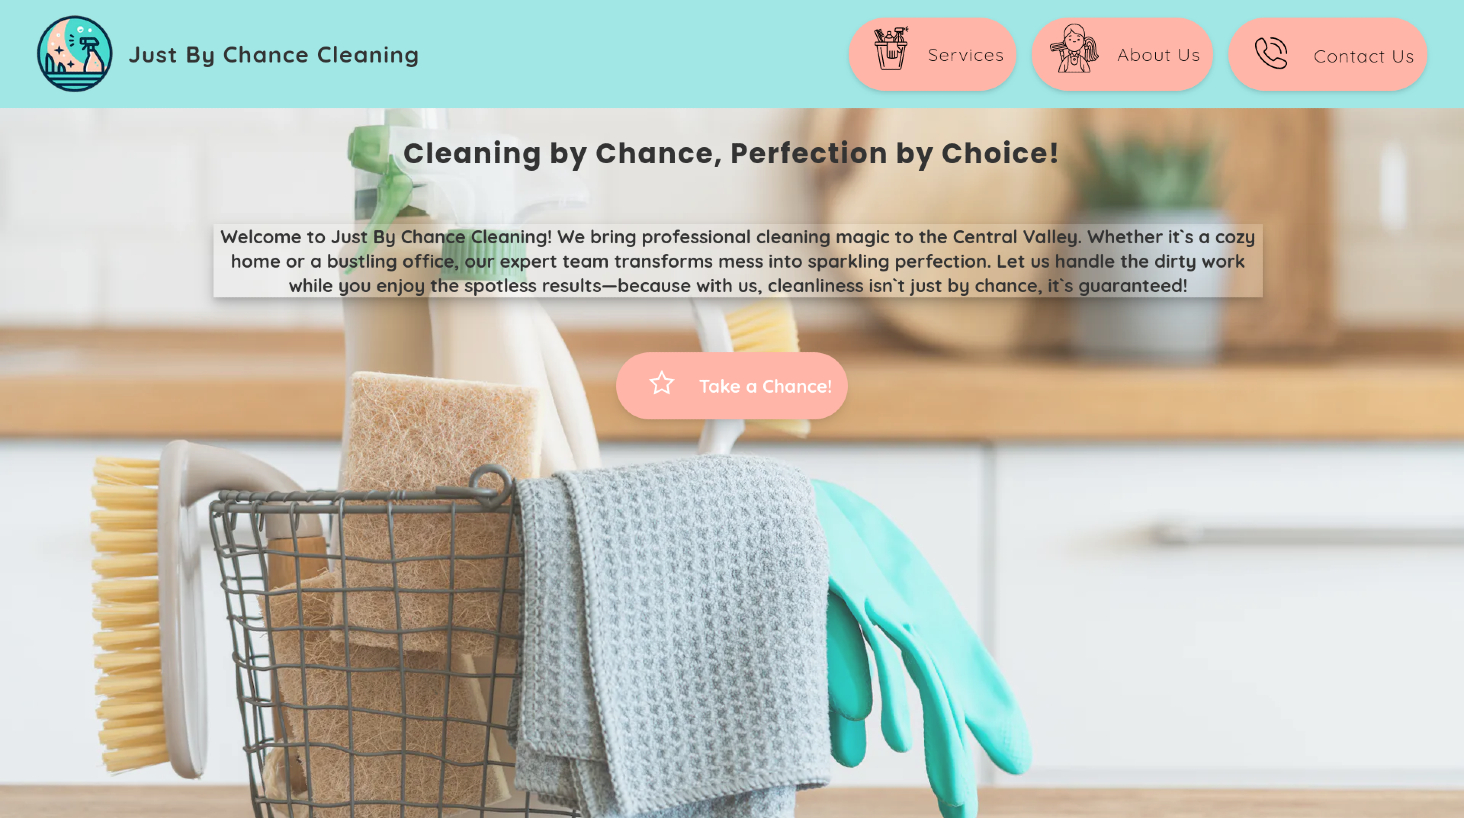 Just By Chance Cleaning
Services
About Us
Contact Us
Cleaning by Chance, Perfection by Choice!
Welcome to Just By Chance Cleaning! We bring professional cleaning magic to the Central Valley. Whether it`s a cozy
home or a bustling office, our expert team transforms mess into sparkling perfection. Let us handle the dirty work
while you enjoy the spotless results—because with us, cleanliness isn`t just by chance, it`s guaranteed!
Take a Chance!